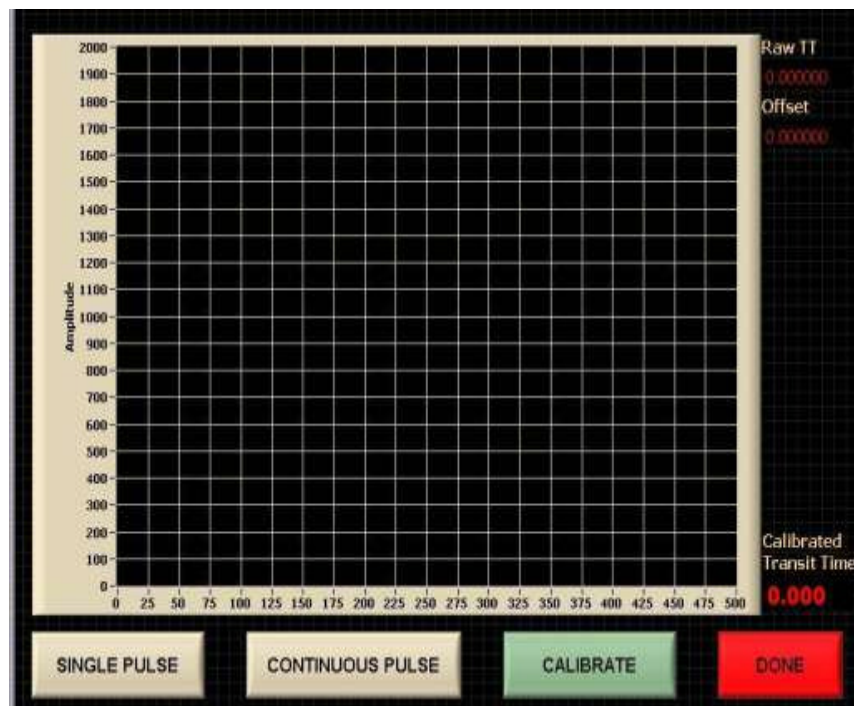 2000
1900
1800
1700
1600
1500
1400
1300
1200
1100
1000
900
800
700
600
500
400
300
200
100
0
Amplitude
0 25 50 75 100 125 150 175 200 225 250 275 300 325 350 375 400 425 450 475 500
Raw TT
0.000000
Offset
0.000000
Calibrated
Transit Time
0.000
SINGLE PULSE
CONTINUOUS PULSE
CALIBRATE
DONE